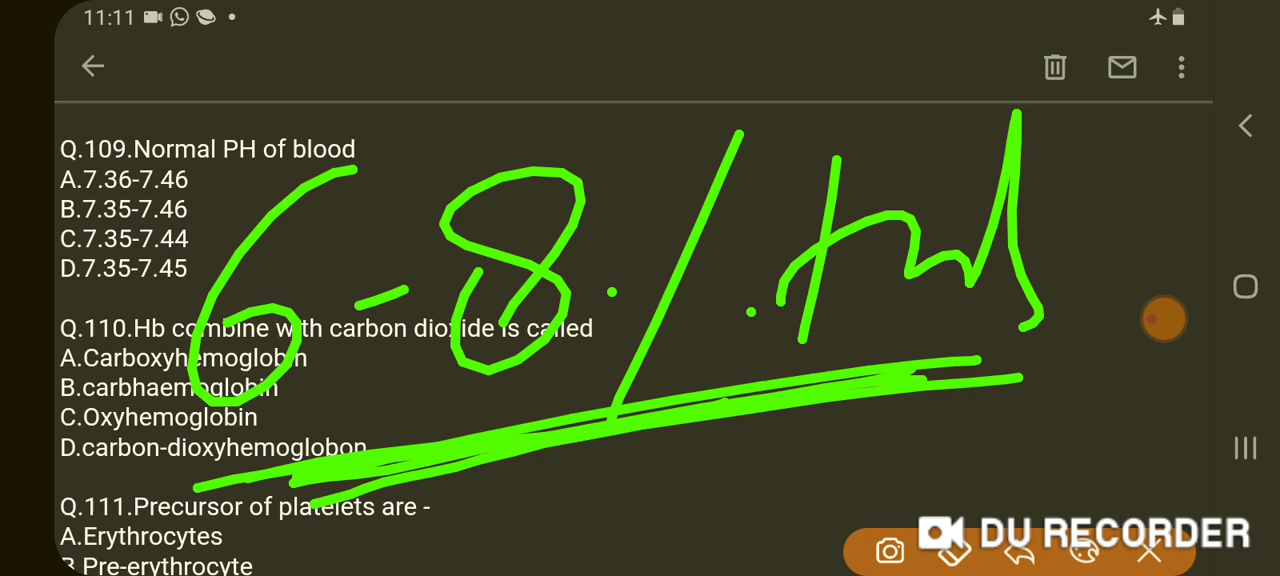 11:11
Q.109.Normal PH of blood
A.7.36-7.46
B.7.35-7.46
C.7.35-7.44
D.7.35-7.45
Q.110.Hb combine with carbon dioxide is called
A.Carboxyhemoglobin
B.carbhaemoglobin
C.Oxyhemoglobin
D.carbon-dioxyhemoglobon
Q.111.Precursor of platelets are -
A.Erythrocytes
B.Pre-erythrocyte
6-8./.
DU RECORDER